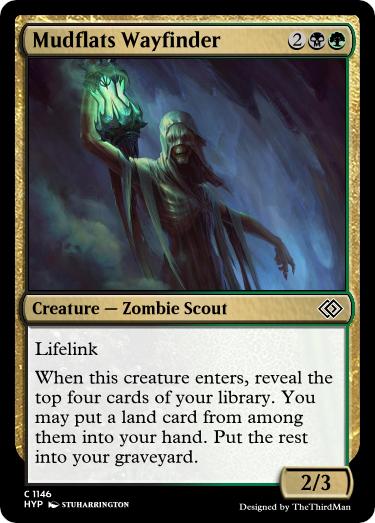 Mudflats Wayfinder 2
Creature — Zombie Scout
Lifelink
When this creature enters, reveal the
top four cards of your library. You
may put a land card from among
them into your hand. Put the rest
into your graveyard.
2/3
C 1146
HYP STUHARRINGTON
Designed by TheThirdMan